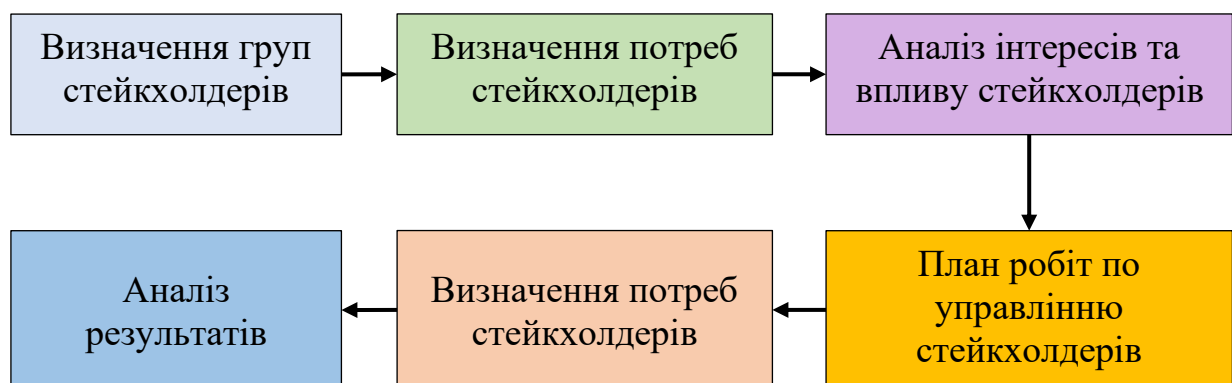 Визначення груп
стейкхолдерів
Визначення потреб
стейкхолдерів
Аналіз інтересів та
впливу стейкхолдерів
План робіт по
управлінню
стейкхолдерів
Визначення потреб
стейкхолдерів
Аналіз
результатів